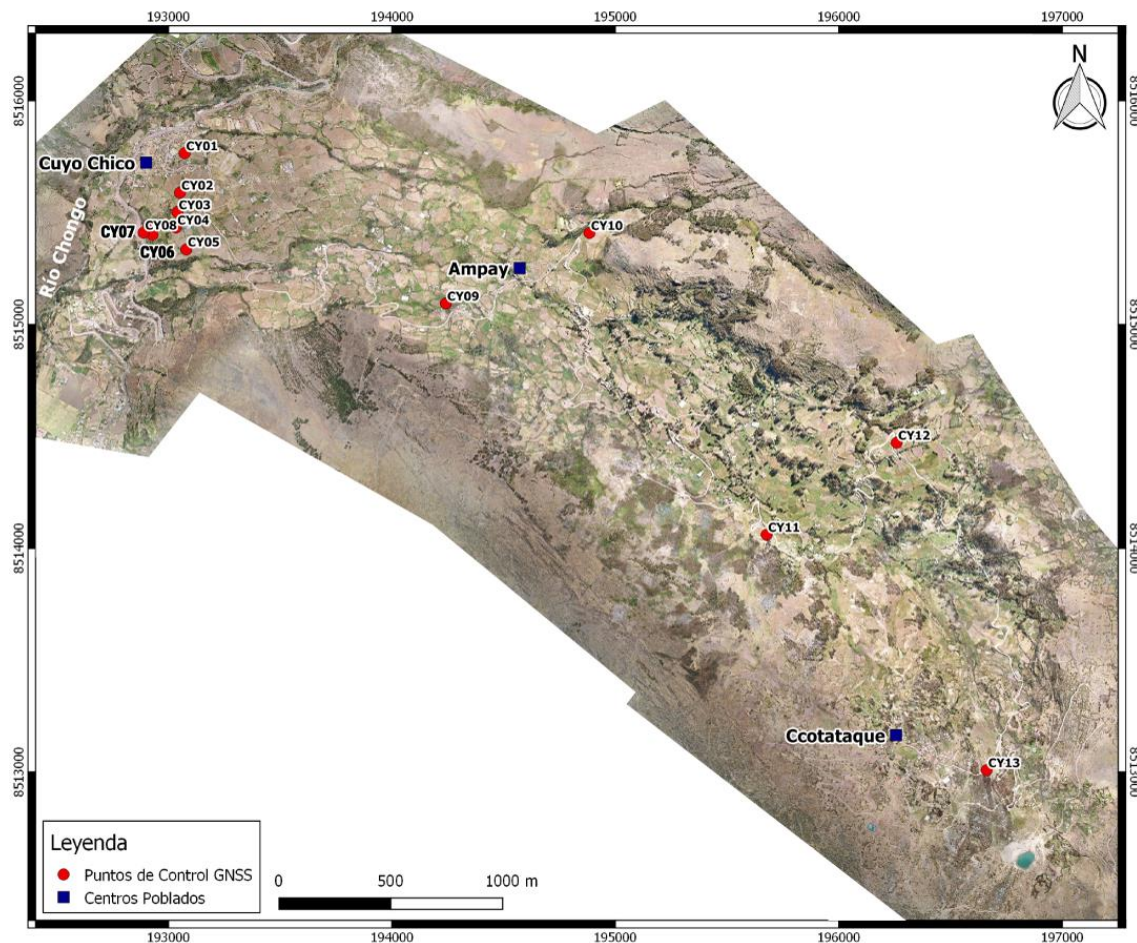 193000 194000 195000 196000 197000
N
8516000 8516000
CY01
Cuyo Chico
CY02
CY03
CY04
CY07 CY08
CY06 CY05
Río Chongo
CY10
Ampay
CY09
8515000 8515000
CY12
CY11
8514000 8514000
Ccotataque
CY13
8513000 8513000
Leyenda
Puntos de Control GNSS
Centros Poblados
0 500 1000 m
193000 194000 195000 196000 197000